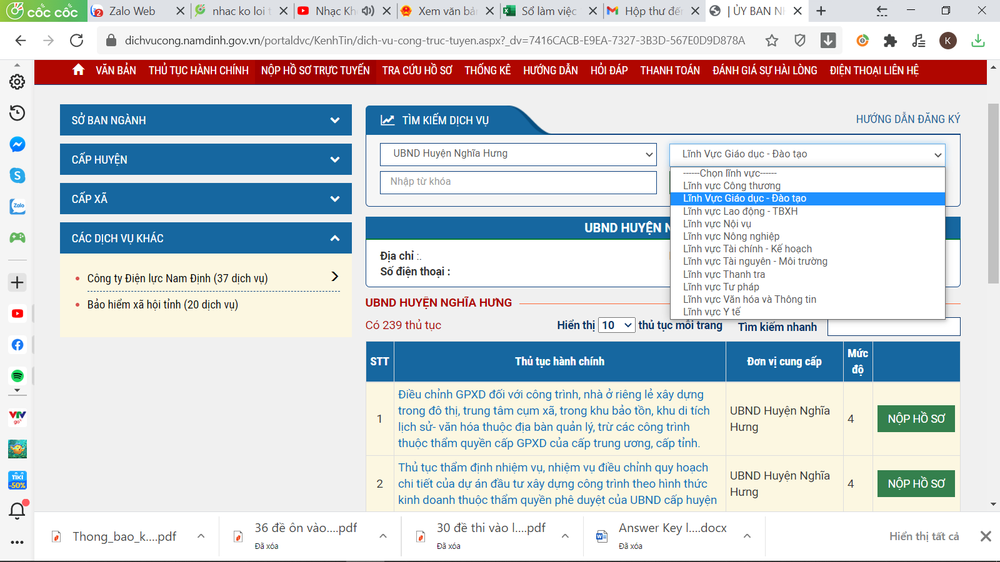 cốc cốc
2
Zalo Web
nhac ko loi t
Nhạc Kh
Xem văn bản
Sổ làm việc
Hộp thư đến
| ỦY BAN N
dichvucong.namdinh.gov.vn/portaldvc/KenhTin/dich-vu-cong-truc-tuyen.aspx?_dv=7416CACB-E9EA-7327-3B3D-567E0D9D878A
K
VĂN BẢN
THỦ TỤC HÀNH CHÍNH
NỘP HỒ SƠ TRỰC TUYẾN
TRA CỨU HỒ SƠ
THỐNG KÊ
HƯỚNG DẪN
HỎI ĐÁP
THANH TOÁN
ĐÁNH GIÁ SỰ HÀI LÒNG
ĐIỆN THOẠI LIÊN HỆ
SỞ BAN NGÀNH
CẤP HUYỆN
CẤP XÃ
CÁC DỊCH VỤ KHÁC
Công ty Điện lực Nam Định (37 dịch vụ)
Bảo hiểm xã hội tỉnh (20 dịch vụ)
Zalo
VTV
go
TIKI
-50%
TÌM KIẾM DỊCH VỤ
HƯỚNG DẪN ĐĂNG KÝ
UBND Huyện Nghĩa Hưng
Lĩnh Vực Giáo dục - Đào tạo
Nhập từ khóa
------Chọn lĩnh vực------
Lĩnh vực Công thương
Lĩnh Vực Giáo dục - Đào tạo
Lĩnh vực Lao động - TBXH
Lĩnh vực Nội vụ
Lĩnh vực Nông nghiệp
Lĩnh vực Tài chính - Kế hoạch
Lĩnh vực Tài nguyên - Môi trường
Lĩnh vực Thanh tra
Lĩnh vực Tư pháp
Lĩnh vực Văn hóa và Thông tin
Lĩnh vực Y tế
UBND HUYỆN N
Địa chỉ :.
Số điện thoại :
UBND HUYỆN NGHĨA HƯNG
Có 239 thủ tục
Hiển thị 10 thủ tục mỗi trang
Tìm kiếm nhanh
STT
Thủ tục hành chính
Đơn vị cung cấp
Mức
độ
1
Điều chỉnh GPXD đối với công trình, nhà ở riêng lẻ xây dựng
trong đô thị, trung tâm cụm xã, trong khu bảo tồn, khu di tích
lịch sử- văn hóa thuộc địa bàn quản lý, trừ các công trình
thuộc thẩm quyền cấp GPXD của cấp trung ương, cấp tỉnh.
UBND Huyện Nghĩa
Hưng
4
NỘP HỒ SƠ
2
Thủ tục thẩm định nhiệm vụ, nhiệm vụ điều chỉnh quy hoạch
chi tiết của dự án đầu tư xây dựng công trình theo hình thức
kinh doanh thuộc thẩm quyền phê duyệt của UBND cấp huyện
UBND Huyện Nghĩa
Hưng
4
NỘP HỒ SƠ
Thong_bao_k....pdf
36 đề ôn vào....pdf
Đã xóa
30 đề thi vào l....pdf
Đã xóa
Answer Key l....docx
Đã xóa
Hiển thị tất cả